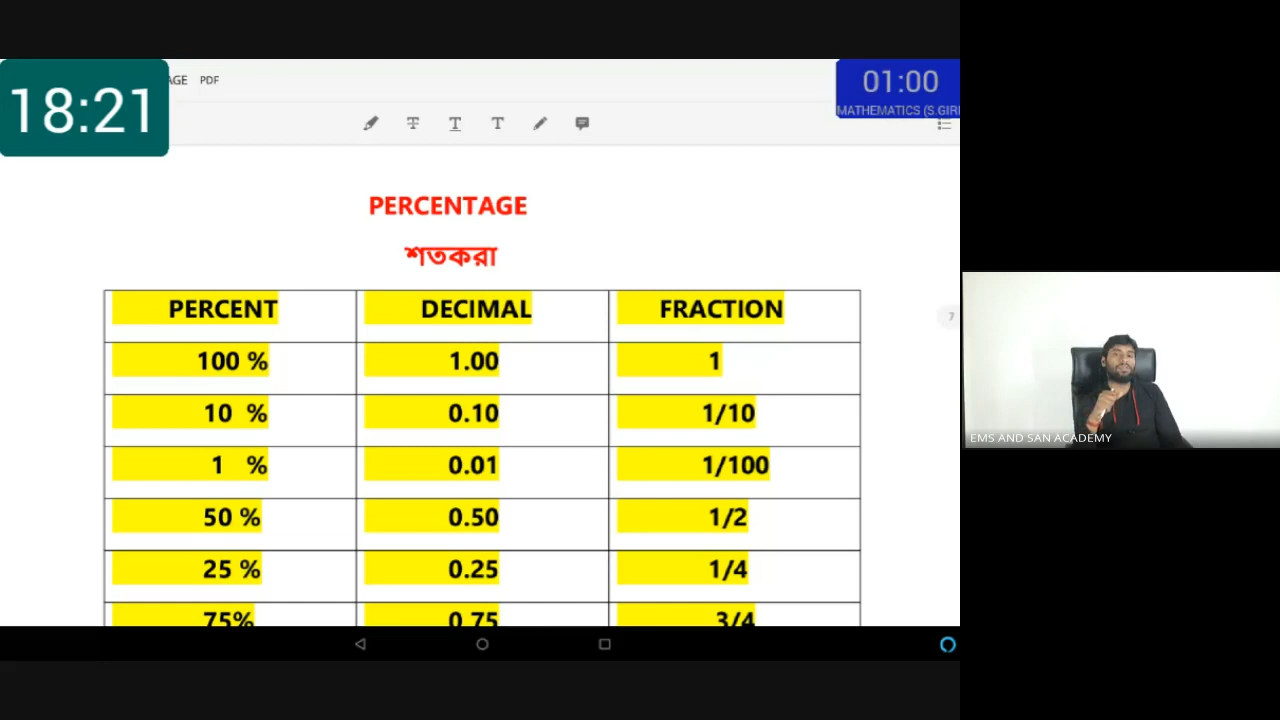 18:21
AGE PDF
01:00
MATHEMATICS (S.GIRI
7
PERCENTAGE
শতকরা
PERCENT DECIMAL FRACTION
100 % 1.00 1
10 % 0.10 1/10
1 % 0.01 1/100
50 % 0.50 1/2
25 % 0.25 1/4
75% 0.75 3/4
EMS AND SAN ACADEMY